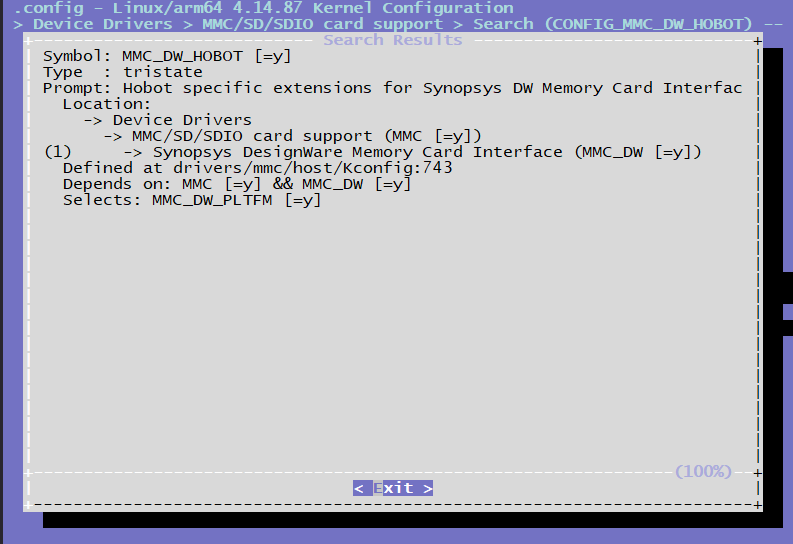 .config - Linux/arm64 4.14.87 Kernel Configuration
> Device Drivers > MMC/SD/SDIO card support > Search (CONFIG_MMC_DW_HOBOT) --
Search Results
Symbol: MMC_DW_HOBOT [=y]
Type  : tristate
Prompt: Hobot specific extensions for Synopsys DW Memory Card Interfac
Location:
-> Device Drivers
-> MMC/SD/SDIO card support (MMC [=y])
(1)     -> Synopsys DesignWare Memory Card Interface (MMC_DW [=y])
Defined at drivers/mmc/host/Kconfig:743
Depends on: MMC [=y] && MMC_DW [=y]
Selects: MMC_DW_PLTFM [=y]
(100%)
< Exit >